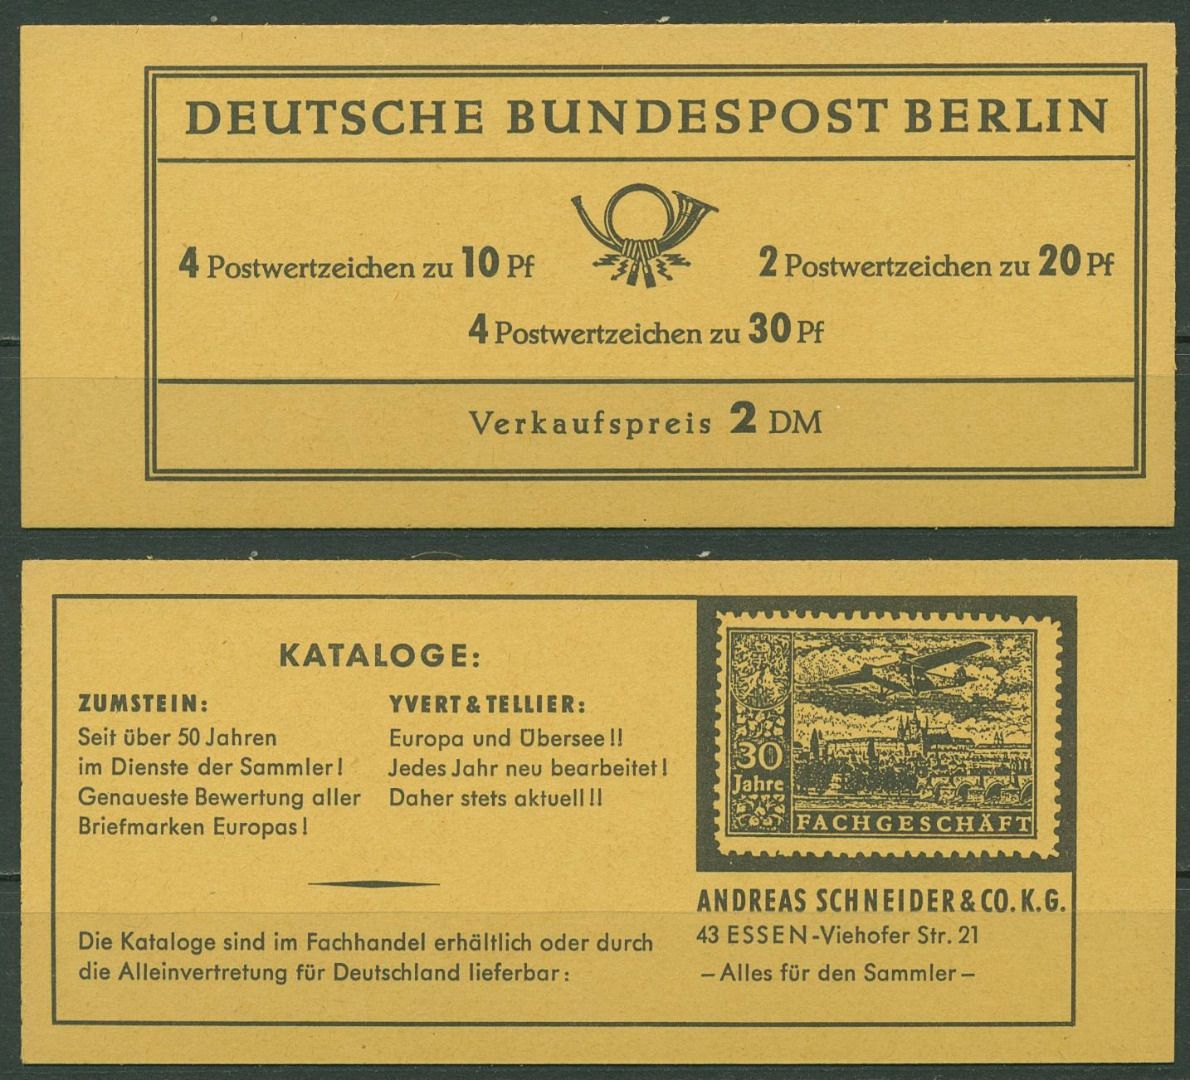 DEUTSCHE BUNDESPOST BERLIN
4 Postwertzeichen zu 10 Pf
2 Postwertzeichen zu 20 Pf
4 Postwertzeichen zu 30 Pf
Verkaufspreis 2 DM
KATALOGE:
ZUMSTEIN:
Seit über 50 Jahren
im Dienste der Sammler!
Genaueste Bewertung aller
Briefmarken Europas!
YVERT & TELLIER:
Europa und Übersee!!
Jedes Jahr neu bearbeitet!
Daher stets aktuell!!
Die Kataloge sind im Fachhandel erhältlich oder durch
die Alleinvertretung für Deutschland lieferbar:
30
Jahre
FACHGESCHÄFT
ANDREAS SCHNEIDER & CO. K. G.
43 ESSEN-Viehofer Str. 21
– Alles für den Sammler –